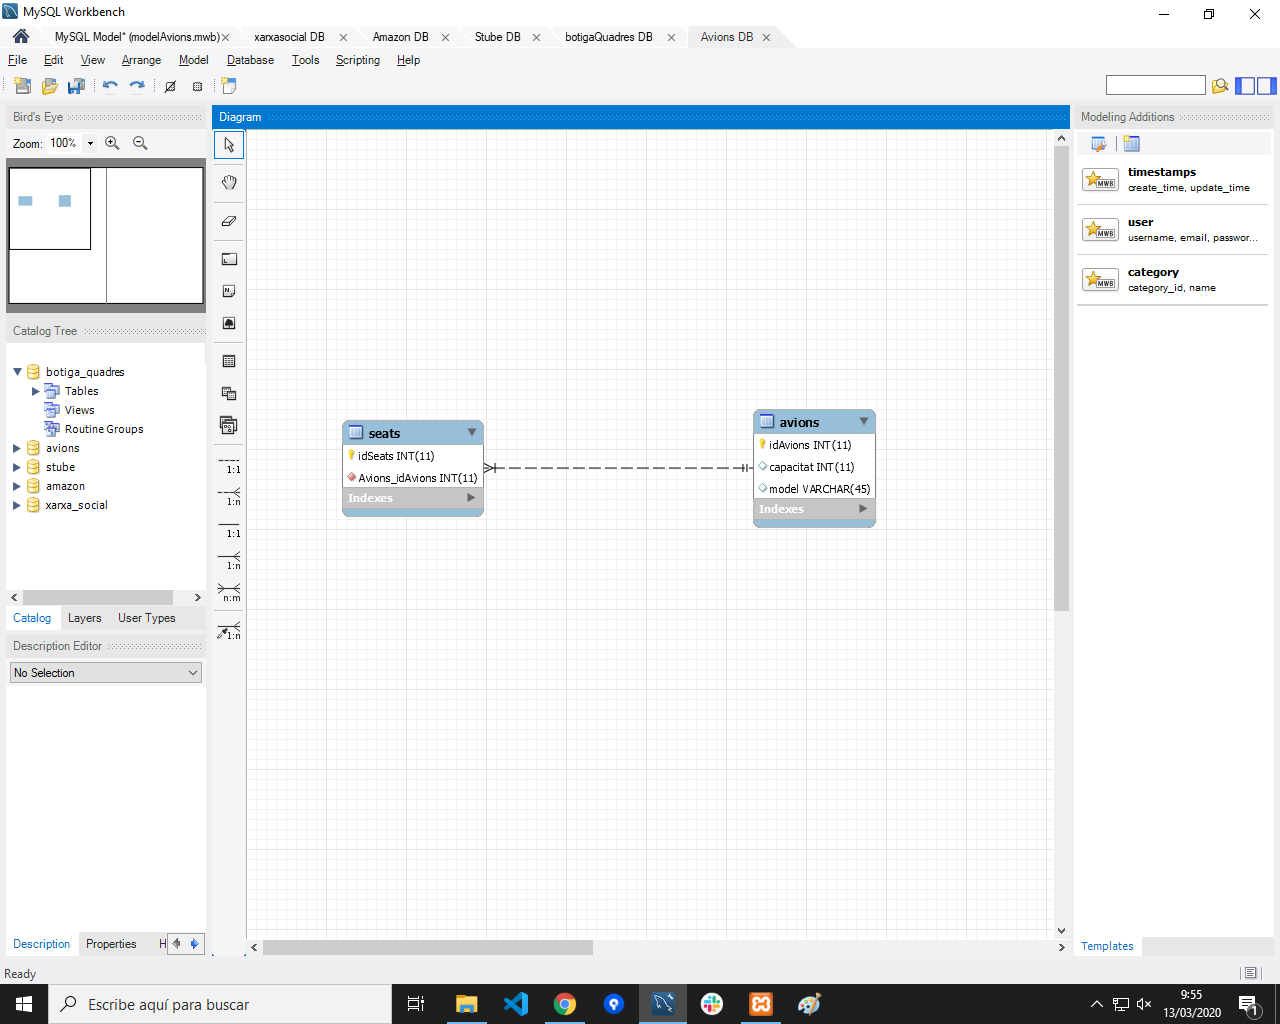 MySQL Workbench
MySQL Model* (modelAvions.mwb)
xarxasocial DB
Amazon DB
Stube DB
botigaQuadres DB
Avions DB
File Edit View Arrange Model Database Tools Scripting Help
Bird's Eye
Zoom: 100%
Catalog Tree
botiga_quadres
Tables
Views
Routine Groups
avions
stube
amazon
xarxa_social
Catalog Layers User Types
Description Editor
No Selection
Description Properties H
Diagram
1:1
1:n
1:1
1:n
n:m
1:n
seats
idSeats INT(11)
Avions_idAvions INT(11)
Indexes
avions
idAvions INT(11)
capacitat INT(11)
model VARCHAR(45)
Indexes
Modeling Additions
MWB
timestamps
create_time, update_time
MWB
user
username, email, passwor...
MWB
category
category_id, name
Templates
Ready
Escribe aquí para buscar
9:55
13/03/2020
1